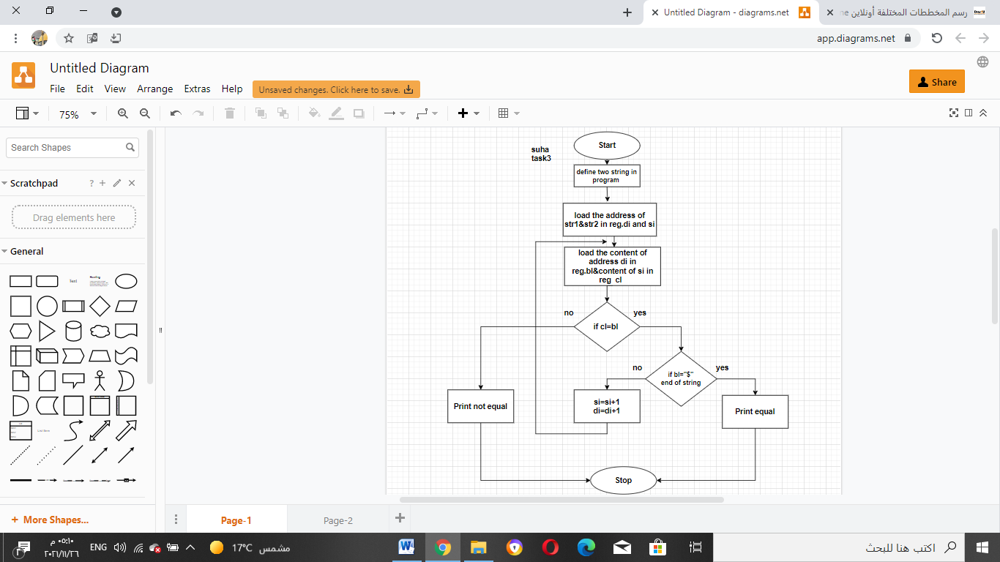 Untitled Diagram - diagrams.net
رسم المخططات المختلفة أونلاين ne
app.diagrams.net
Untitled Diagram
File Edit View Arrange Extras Help
Unsaved changes. Click here to save.
Share
75%
Search Shapes
Scratchpad
?
Drag elements here
General
Text
Heading
List Item
More Shapes...
suha
task3
Start
define two string in
program
load the address of
str1&str2 in reg.di and si
load the content of
address di in
reg.bl&content of si in
reg cl
no
yes
if cl=bl
no
yes
if bl="$"
end of string
Print not equal
si=si+1
di=di+1
Print equal
Stop
Page-1
Page-2
٠٥:١٠ م
٢٠٢١/١١/٢٦
ENG
17°C مشمس
اكتب هنا للبحث